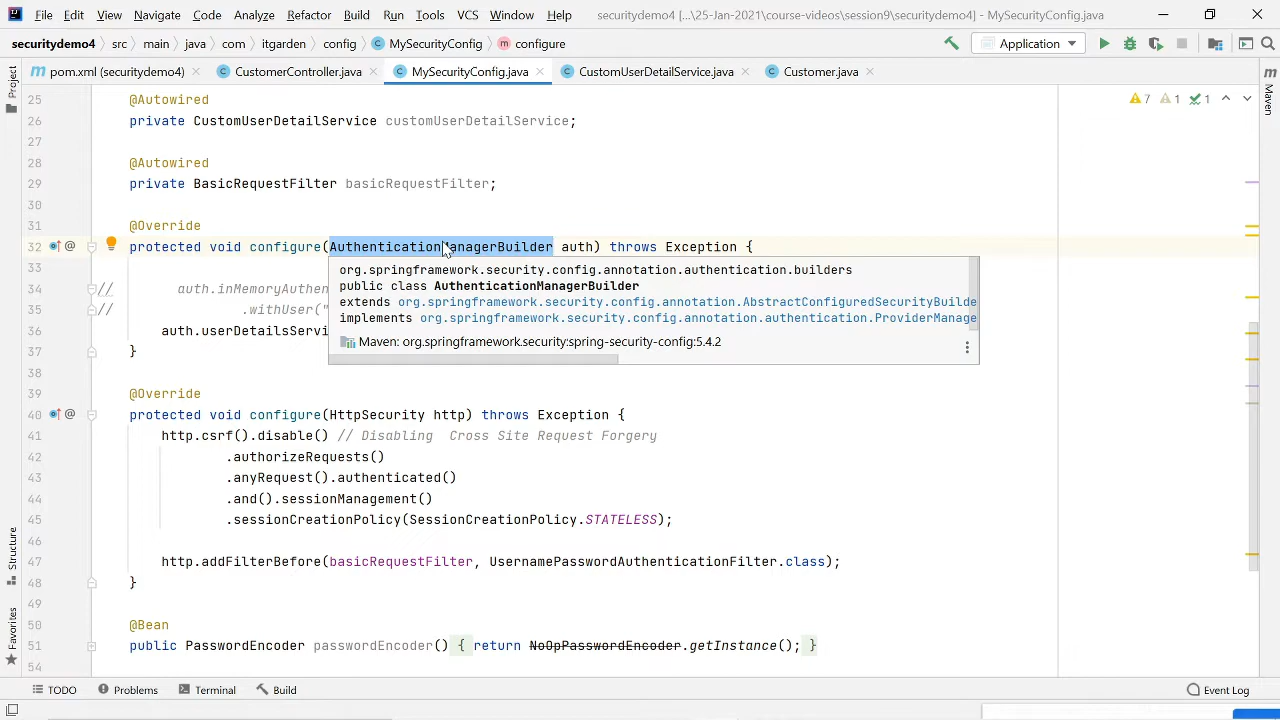 File Edit View Navigate Code Analyze Refactor Build Run Tools VCS Window Help securitydemo4 [...\25-Jan-2021\course-videos\session9\securitydemo4] - MySecurityConfig.java
securitydemo4 src main java com itgarden config MySecurityConfig configure Application
pom.xml (securitydemo4) CustomerController.java MySecurityConfig.java CustomUserDetailService.java Customer.java
Project
Maven
7 1 1
25 @Autowired
26 private CustomUserDetailService customUserDetailService;
27
28 @Autowired
29 private BasicRequestFilter basicRequestFilter;
30
31 @Override
32 protected void configure(AuthenticationManagerBuilder auth) throws Exception {
33
34 // auth.inMemoryAuthen
35 // .withUser("
36 auth.userDetailsServi
37 }
org.springframework.security.config.annotation.authentication.builders
public class AuthenticationManagerBuilder
extends org.springframework.security.config.annotation.AbstractConfiguredSecurityBuilde
implements org.springframework.security.config.annotation.authentication.ProviderManage
Maven: org.springframework.security:spring-security-config:5.4.2
38
39 @Override
40 protected void configure(HttpSecurity http) throws Exception {
41 http.csrf().disable() // Disabling Cross Site Request Forgery
42 .authorizeRequests()
43 .anyRequest().authenticated()
44 .and().sessionManagement()
45 .sessionCreationPolicy(SessionCreationPolicy.STATELESS);
46
47 http.addFilterBefore(basicRequestFilter, UsernamePasswordAuthenticationFilter.class);
48 }
49
50 @Bean
51 public PasswordEncoder passwordEncoder() { return NoOpPasswordEncoder.getInstance(); }
54
Structure
Favorites
TODO Problems Terminal Build Event Log